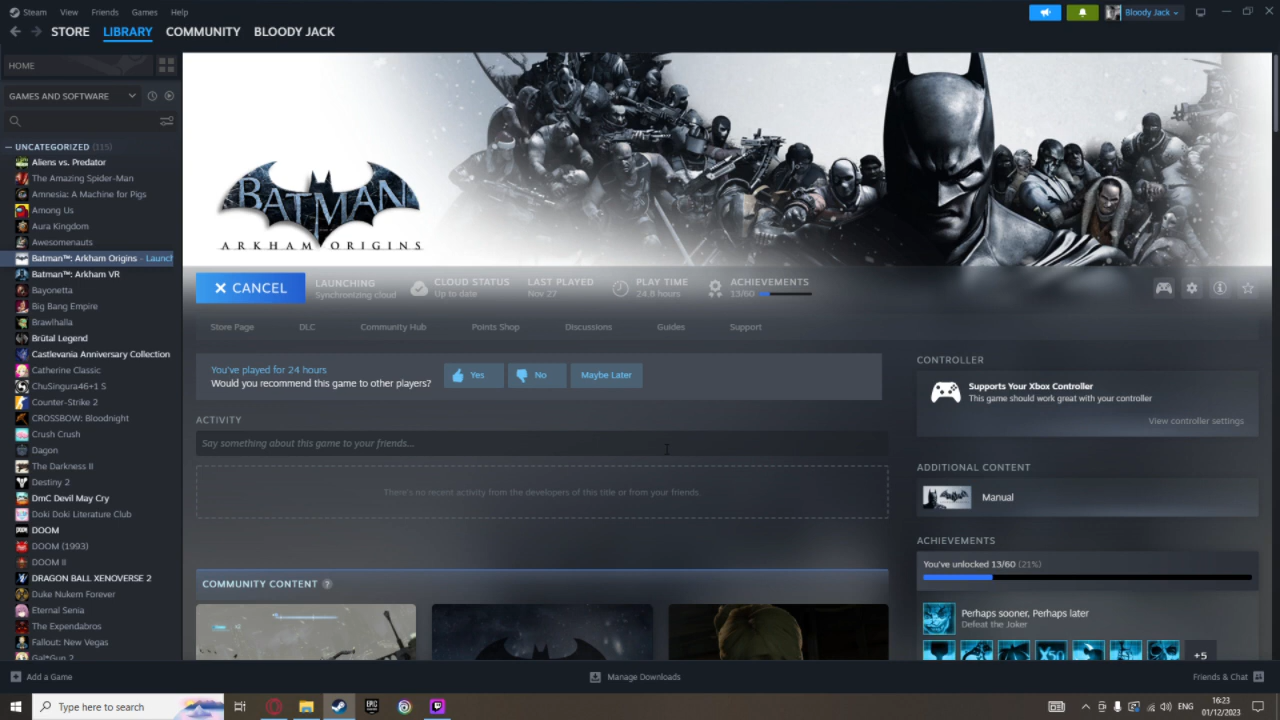 Steam View Friends Games Help
Bloody Jack
STORE LIBRARY COMMUNITY BLOODY JACK
HOME
GAMES AND SOFTWARE
UNCATEGORIZED (115)
Aliens vs. Predator
The Amazing Spider-Man
Amnesia: A Machine for Pigs
Among Us
Aura Kingdom
Awesomenauts
Batman™: Arkham Origins - Launch
Batman™: Arkham VR
Bayonetta
Big Bang Empire
Brawlhalla
Brütal Legend
Castlevania Anniversary Collection
Catherine Classic
ChuSingura46+1 S
Counter-Strike 2
CROSSBOW: Bloodnight
Crush Crush
Dagon
The Darkness II
Destiny 2
DmC Devil May Cry
Doki Doki Literature Club
DOOM
DOOM (1993)
DOOM II
DRAGON BALL XENOVERSE 2
Duke Nukem Forever
Eternal Senia
The Expendabros
Fallout: New Vegas
Gal*Gun 2
BATMAN
ARKHAM ORIGINS
CANCEL
LAUNCHING
Synchronizing cloud
CLOUD STATUS
Up to date
LAST PLAYED
Nov 27
PLAY TIME
24.8 hours
ACHIEVEMENTS
13/60
Store Page DLC Community Hub Points Shop Discussions Guides Support
You've played for 24 hours
Would you recommend this game to other players?
Yes No Maybe Later
ACTIVITY
Say something about this game to your friends...
There's no recent activity from the developers of this title or from your friends.
COMMUNITY CONTENT ?
CONTROLLER
Supports Your Xbox Controller
This game should work great with your controller
View controller settings
ADDITIONAL CONTENT
Manual
ACHIEVEMENTS
You've unlocked 13/60 (21%)
Perhaps sooner, Perhaps later
Defeat the Joker
X50
+5
Add a Game
Manage Downloads
Friends & Chat
Type here to search
EPIC
ENG
16:23
01/12/2023